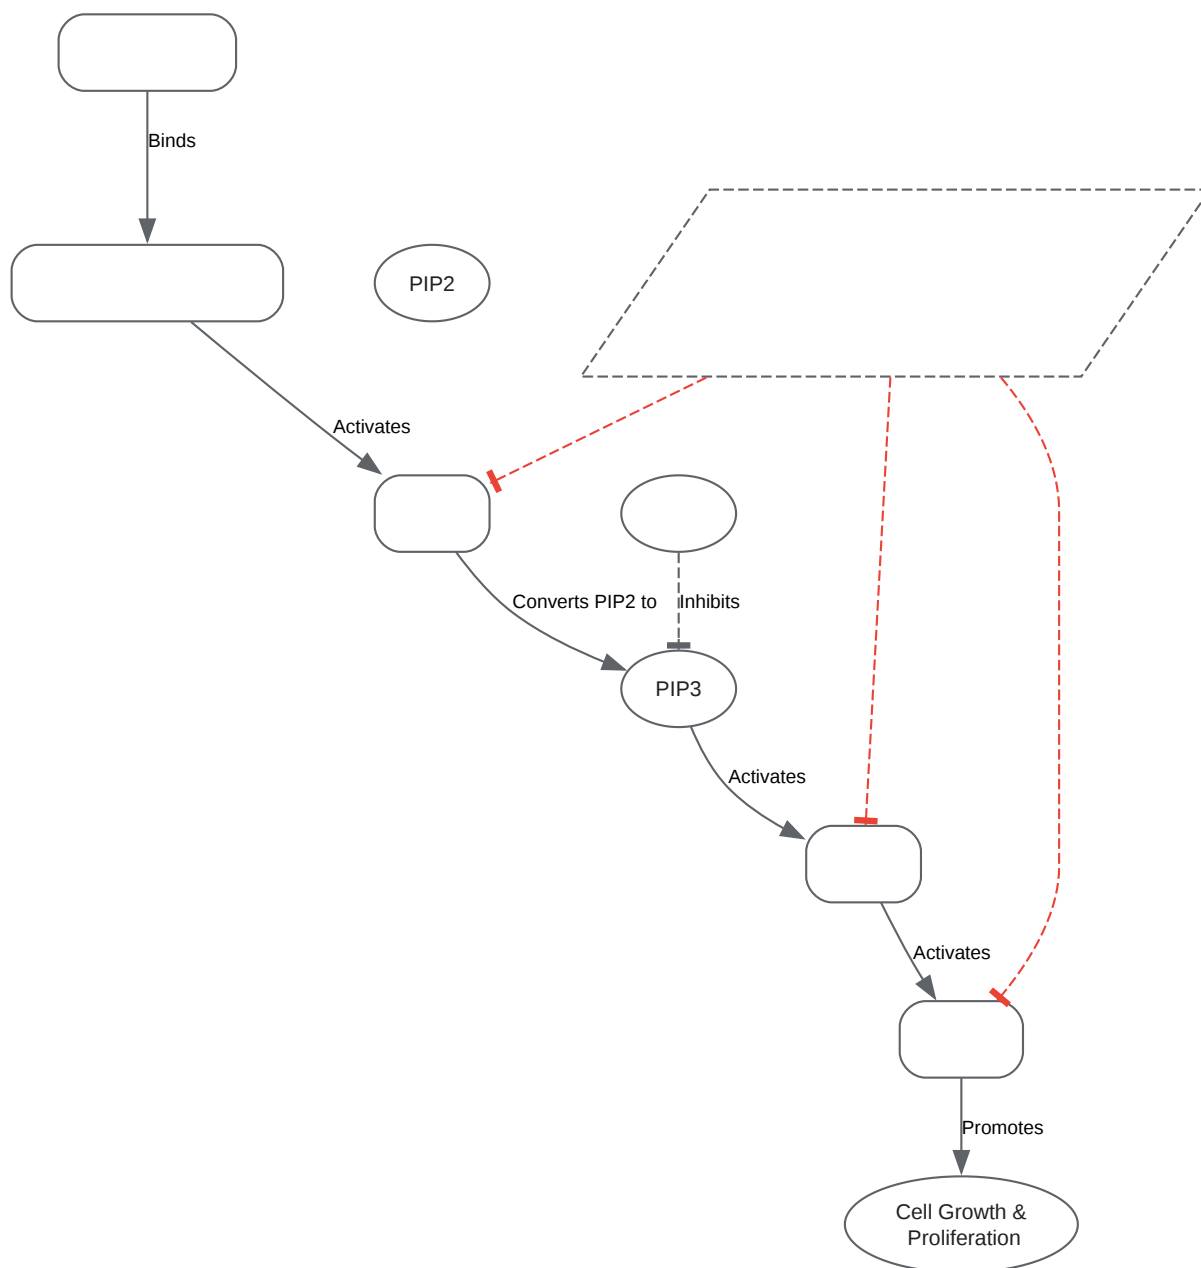 Binds
PIP2
Activates
Converts PIP2 to
Inhibits
PIP3
Activates
Activates
Promotes
Cell Growth &
Proliferation